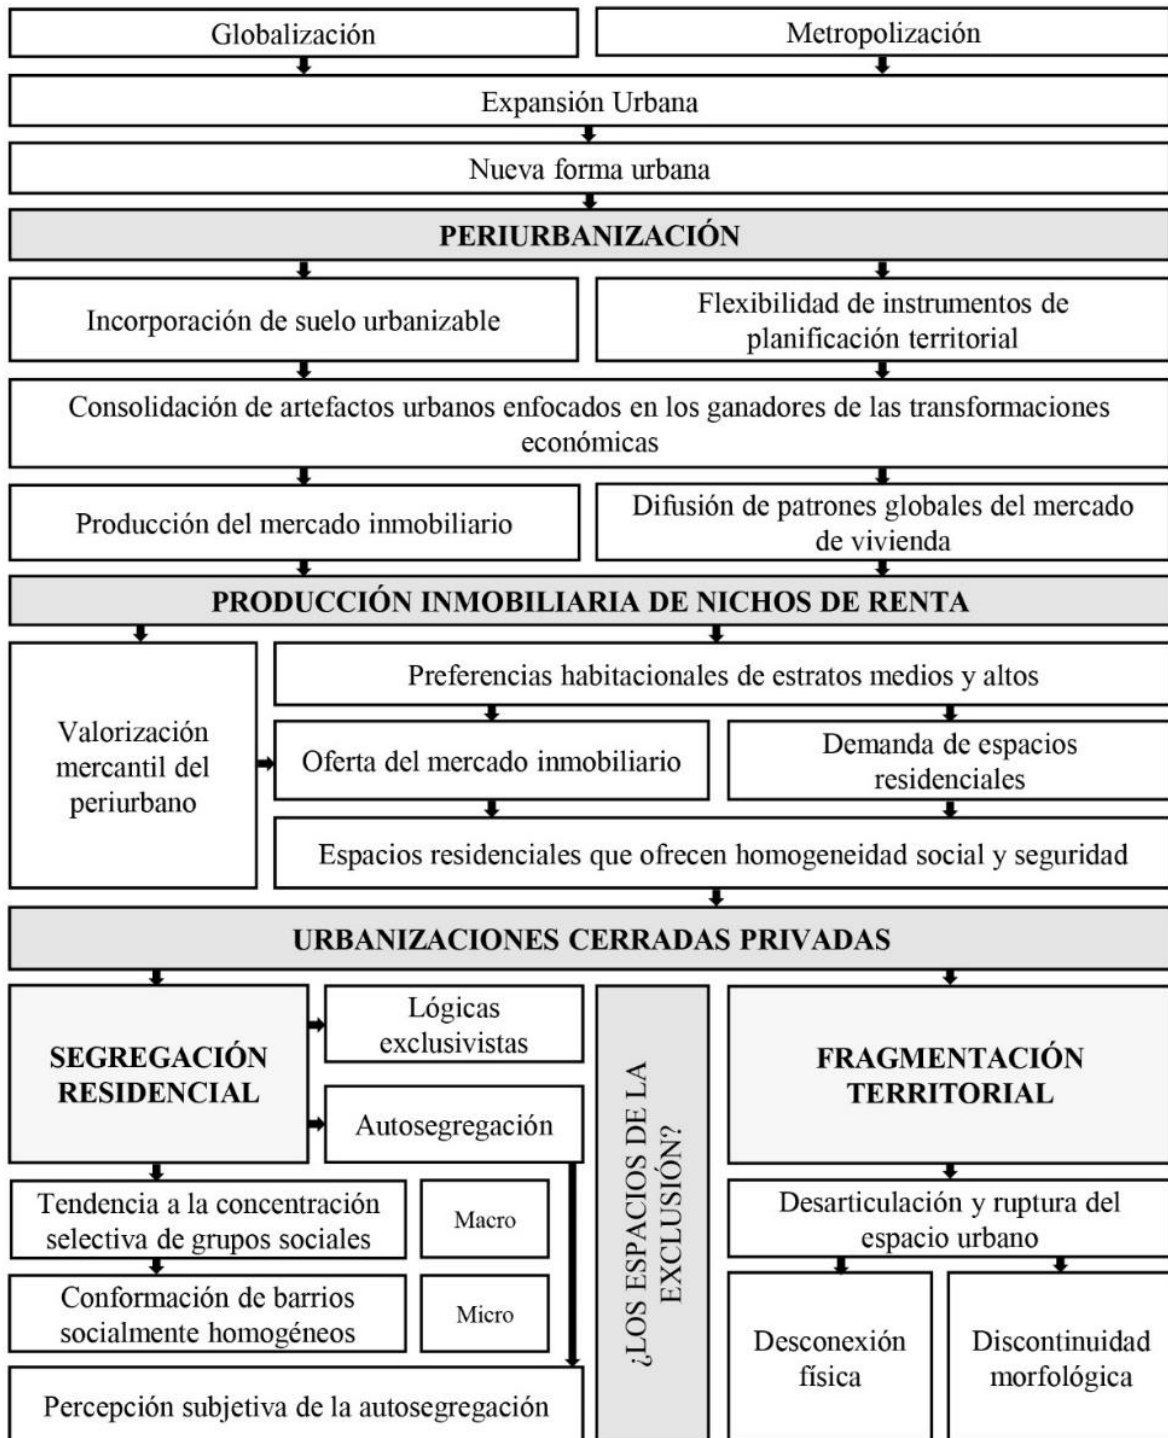 Globalización
Metropolización
Expansión Urbana
Nueva forma urbana
PERIURBANIZACIÓN
Incorporación de suelo urbanizable
Flexibilidad de instrumentos de
planificación territorial
Consolidación de artefactos urbanos enfocados en los ganadores de las transformaciones
económicas
Producción del mercado inmobiliario
Difusión de patrones globales del mercado
de vivienda
PRODUCCIÓN INMOBILIARIA DE NICHOS DE RENTA
Valorización
mercantil del
periurbano
Preferencias habitacionales de estratos medios y altos
Oferta del mercado inmobiliario
Demanda de espacios
residenciales
Espacios residenciales que ofrecen homogeneidad social y seguridad
URBANIZACIONES CERRADAS PRIVADAS
SEGREGACIÓN
RESIDENCIAL
Lógicas
exclusivistas
Autosegregación
Tendencia a la concentración
selectiva de grupos sociales
Macro
Conformación de barrios
socialmente homogéneos
Micro
Percepción subjetiva de la autosegregación
¿LOS ESPACIOS DE LA
EXCLUSIÓN?
FRAGMENTACIÓN
TERRITORIAL
Desarticulación y ruptura del
espacio urbano
Desconexión
física
Discontinuidad
morfológica